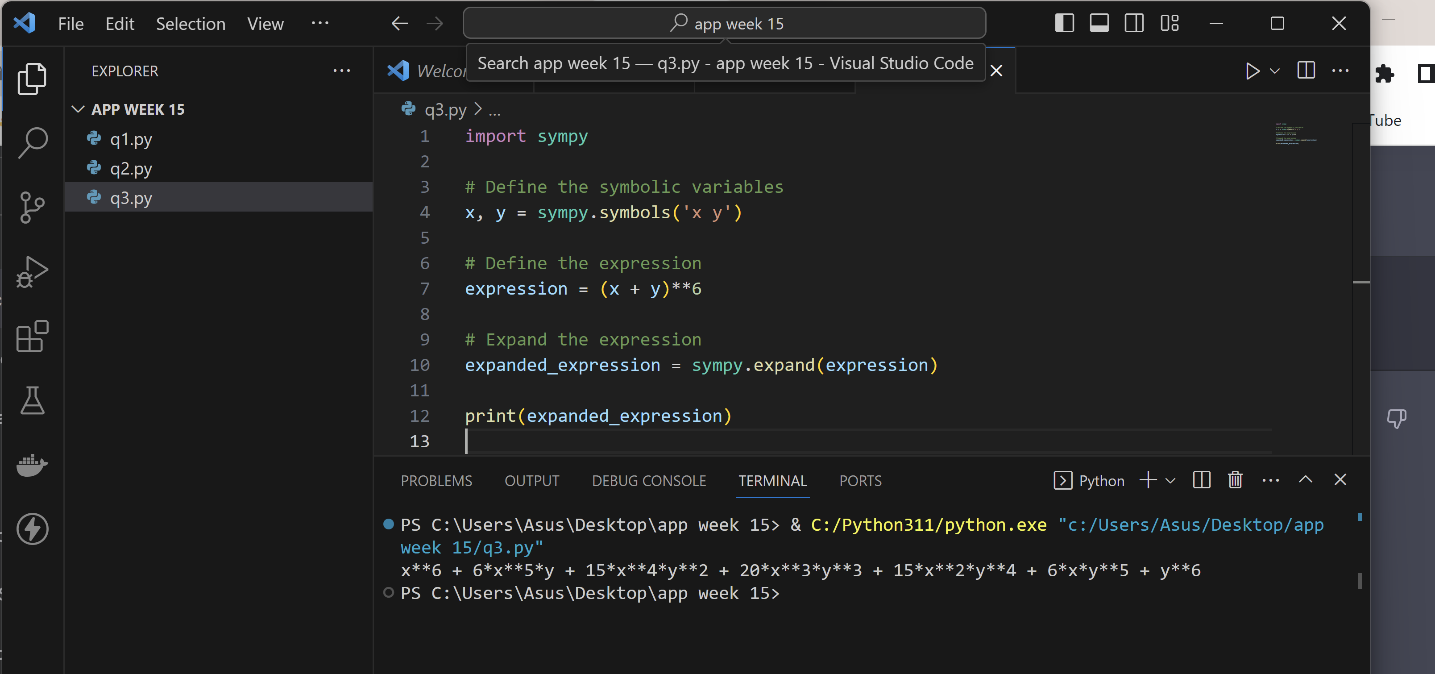 File Edit Selection View ··· app week 15
EXPLORER ···
Search app week 15 — q3.py - app week 15 - Visual Studio Code
APP WEEK 15
q1.py
q2.py
q3.py
q3.py > ...
1 import sympy
2
3 # Define the symbolic variables
4 x, y = sympy.symbols('x y')
5
6 # Define the expression
7 expression = (x + y)**6
8
9 # Expand the expression
10 expanded_expression = sympy.expand(expression)
11
12 print(expanded_expression)
13
PROBLEMS OUTPUT DEBUG CONSOLE TERMINAL PORTS Python
PS C:\Users\Asus\Desktop\app week 15> & C:/Python311/python.exe "c:/Users/Asus/Desktop/app
week 15/q3.py"
x**6 + 6*x**5*y + 15*x**4*y**2 + 20*x**3*y**3 + 15*x**2*y**4 + 6*x*y**5 + y**6
PS C:\Users\Asus\Desktop\app week 15>